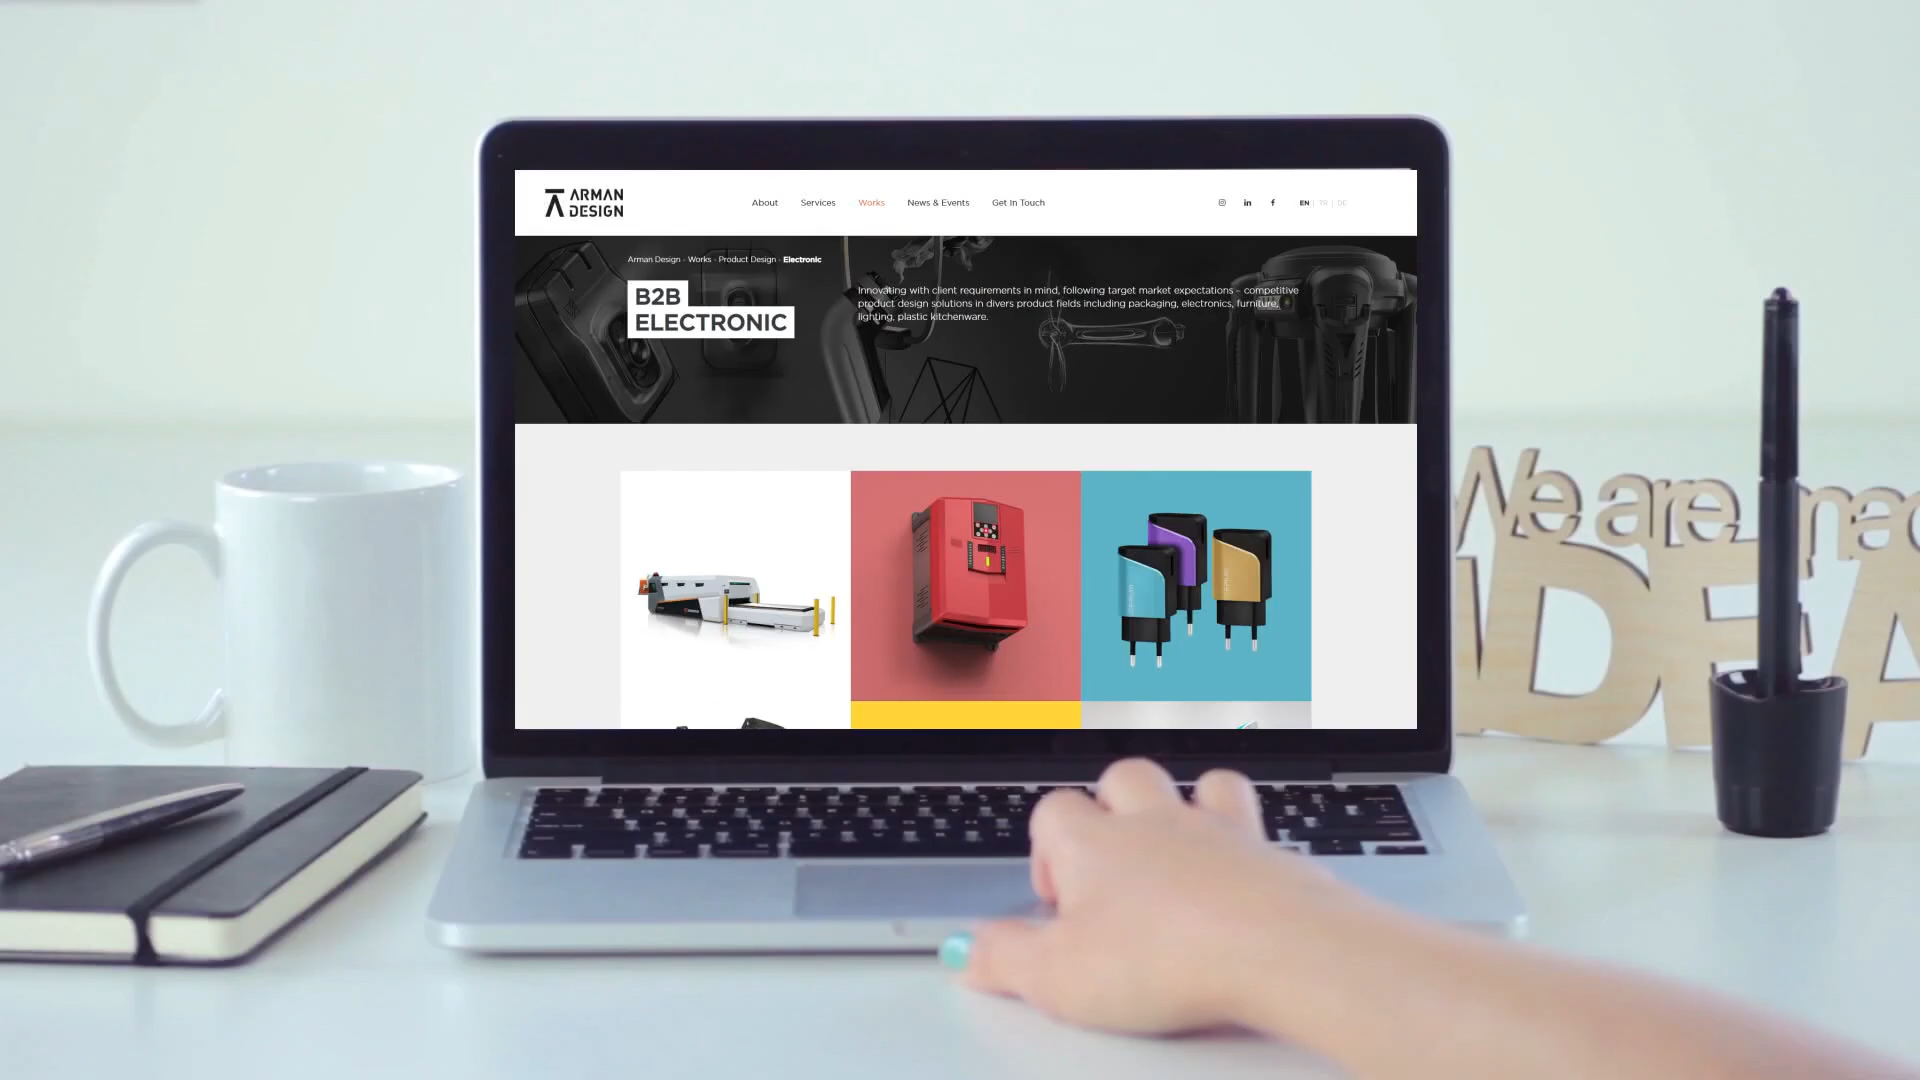 ARMAN
DESIGN
About Services Works News & Events Get In Touch
EN | TR | DE
Arman Design - Works - Product Design - Electronic
B2B
ELECTRONIC
Innovating with client requirements in mind, following target market expectations – competitive
product design solutions in divers product fields including packaging, electronics, furniture,
lighting, plastic kitchenware.
We are
IDEA